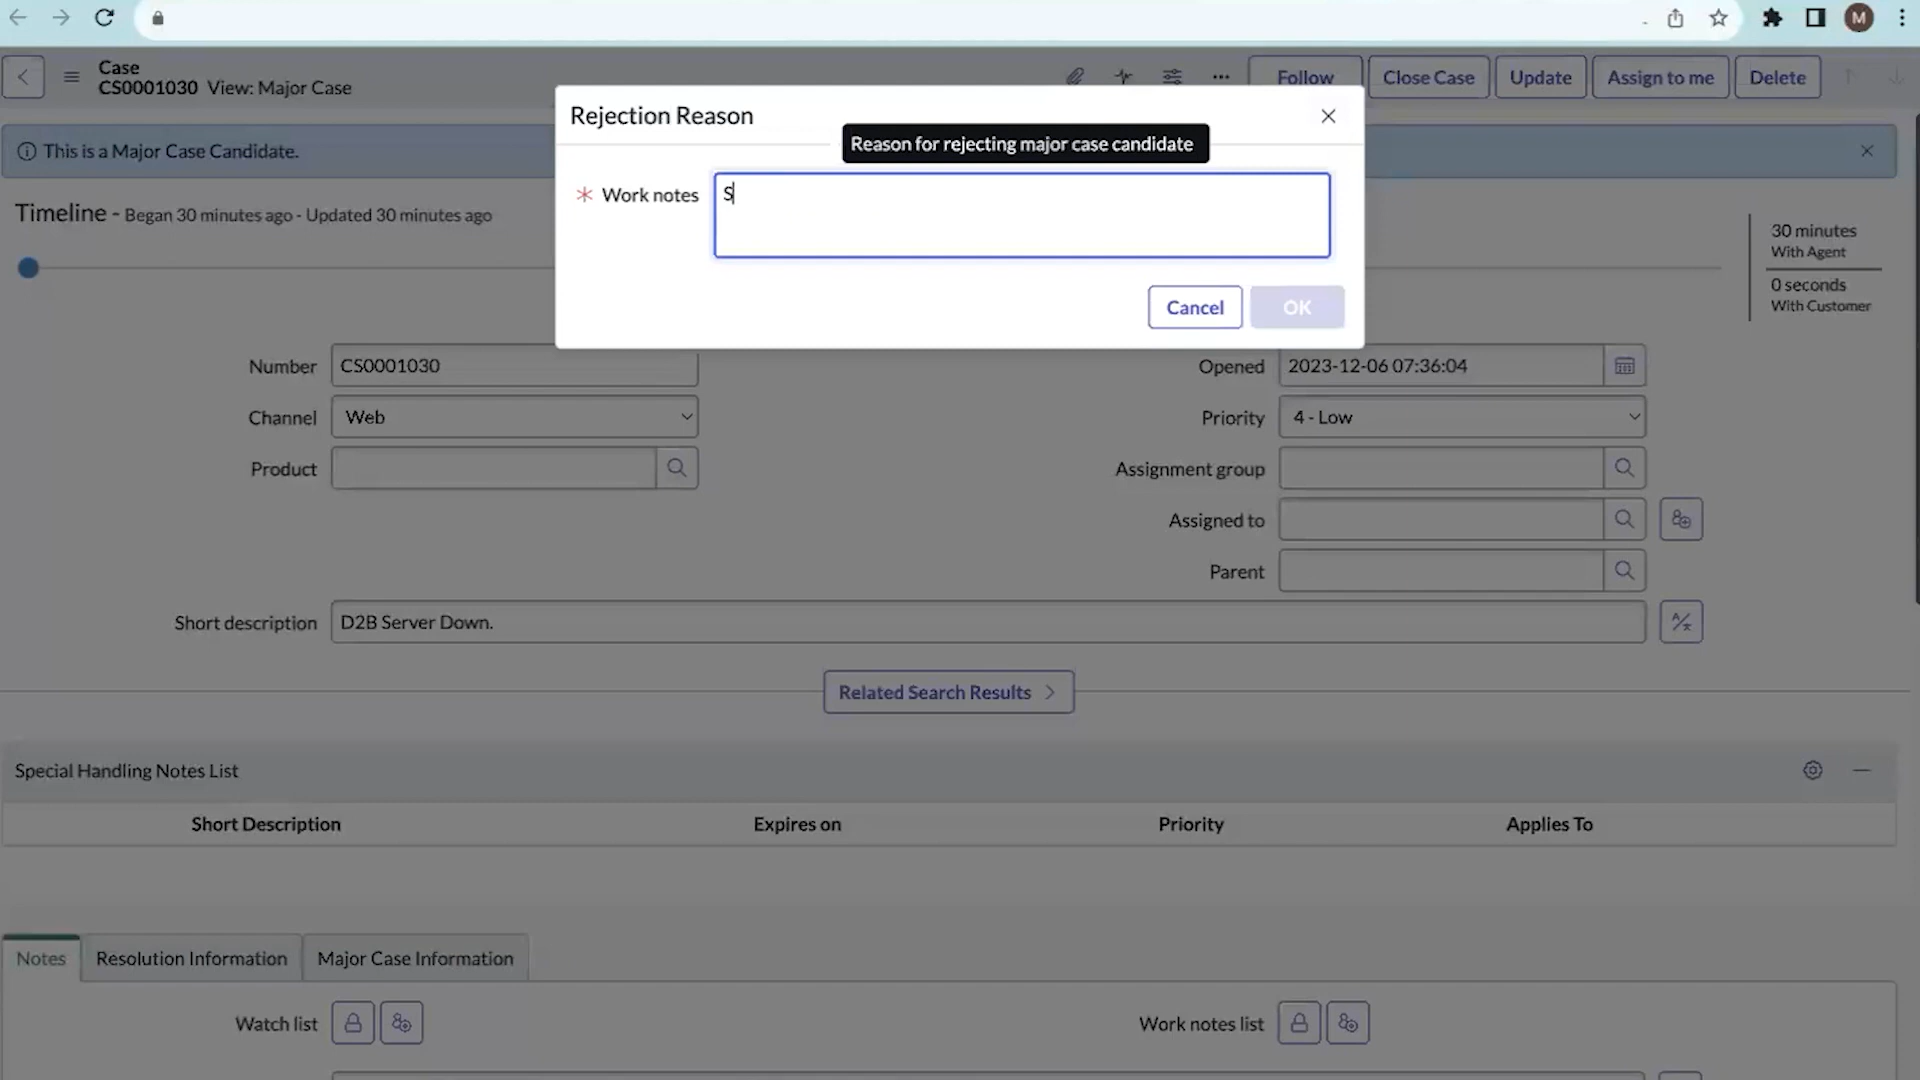 M
Case
CS0001030 View: Major Case
Follow
Close Case
Update
Assign to me
Delete
This is a Major Case Candidate.
Rejection Reason
Reason for rejecting major case candidate
Work notes
S
Cancel
OK
Timeline - Began 30 minutes ago - Updated 30 minutes ago
30 minutes
With Agent
0 seconds
With Customer
Number
CS0001030
Channel
Web
Product
Opened
2023-12-06 07:36:04
Priority
4 - Low
Assignment group
Assigned to
Parent
Short description
D2B Server Down.
Related Search Results
Special Handling Notes List
Short Description
Expires on
Priority
Applies To
Notes
Resolution Information
Major Case Information
Watch list
Work notes list